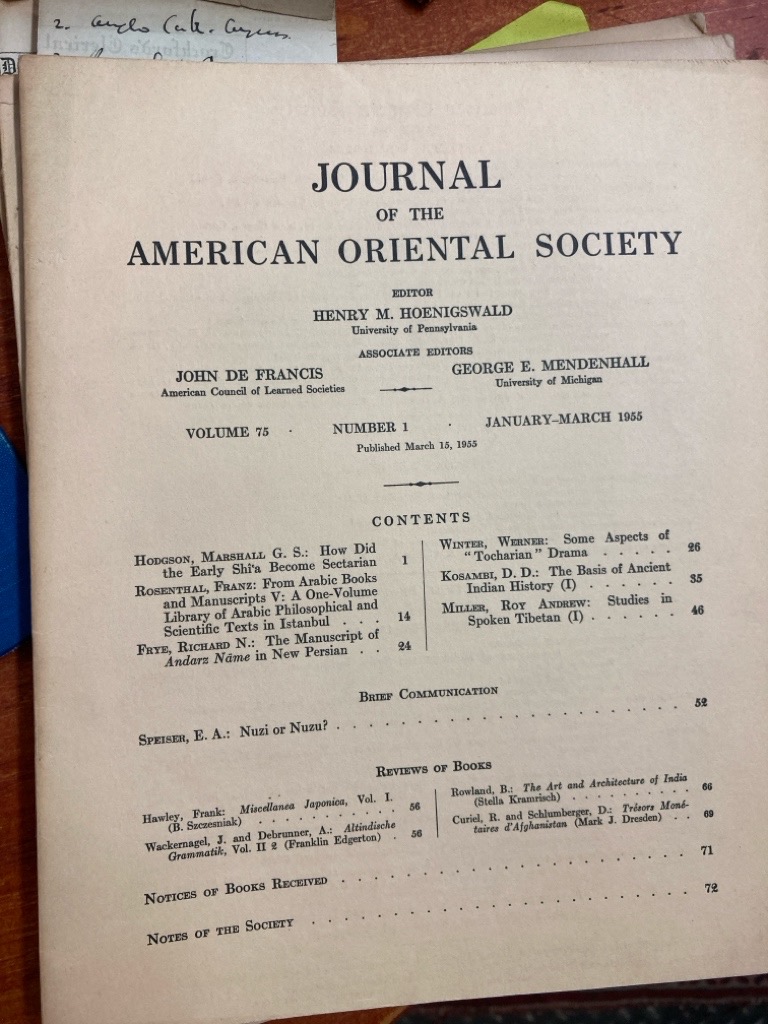 2. Anglo Cath.
D
JOURNAL
OF THE
AMERICAN ORIENTAL SOCIETY
EDITOR
HENRY M. HOENIGSWALD
University of Pennsylvania
ASSOCIATE EDITORS
JOHN DE FRANCIS
American Council of Learned Societies
GEORGE E. MENDENHALL
University of Michigan
VOLUME 75 · NUMBER 1 · JANUARY–MARCH 1955
Published March 15, 1955
CONTENTS
HODGSON, MARSHALL G. S.: How Did
the Early Shî'a Become Sectarian 1
ROSENTHAL, FRANZ: From Arabic Books
and Manuscripts V: A One-Volume
Library of Arabic Philosophical and
Scientific Texts in Istanbul . . . 14
FRYE, RICHARD N.: The Manuscript of
Andarz Nāme in New Persian . . 24
WINTER, WERNER: Some Aspects of
"Tocharian" Drama . . . . . 26
KOSAMBI, D. D.: The Basis of Ancient
Indian History (I) . . . . . . 35
MILLER, ROY ANDREW: Studies in
Spoken Tibetan (I) . . . . . . 46
BRIEF COMMUNICATION
SPEISER, E. A.: Nuzi or Nuzu? . . . . . . . . . . . . . . . . . . . . 52
REVIEWS OF BOOKS
Hawley, Frank: Miscellanea Japonica, Vol. I.
(B. Szczesniak) . . . . . . . . . . . 56
Wackernagel, J. and Debrunner, A.: Altindische
Grammatik, Vol. II 2 (Franklin Edgerton) . 56
Rowland, B.: The Art and Architecture of India
(Stella Kramrisch) . . . . . . . . . 66
Curiel, R. and Schlumberger, D.: Trésors Moné-
taires d'Afghanistan (Mark J. Dresden) . . 69
NOTICES OF BOOKS RECEIVED . . . . . . . . . . . . . . . . . . . . 71
NOTES OF THE SOCIETY . . . . . . . . . . . . . . . . . . . . . . 72